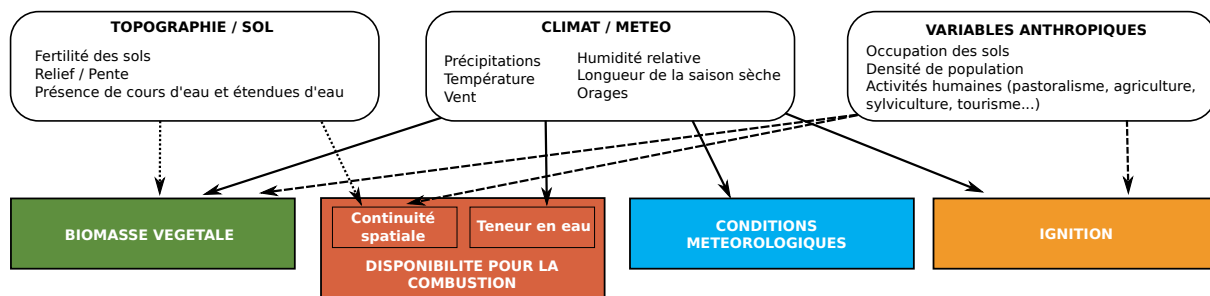 TOPOGRAPHIE / SOL
Fertilité des sols
Relief / Pente
Présence de cours d'eau et étendues d'eau
CLIMAT / METEO
Précipitations
Température
Vent
Humidité relative
Longueur de la saison sèche
Orages
VARIABLES ANTHROPIQUES
Occupation des sols
Densité de population
Activités humaines (pastoralisme, agriculture,
sylviculture, tourisme...)
BIOMASSE VEGETALE
Continuité
spatiale
Teneur en eau
DISPONIBILITE POUR LA
COMBUSTION
CONDITIONS
METEOROLOGIQUES
IGNITION